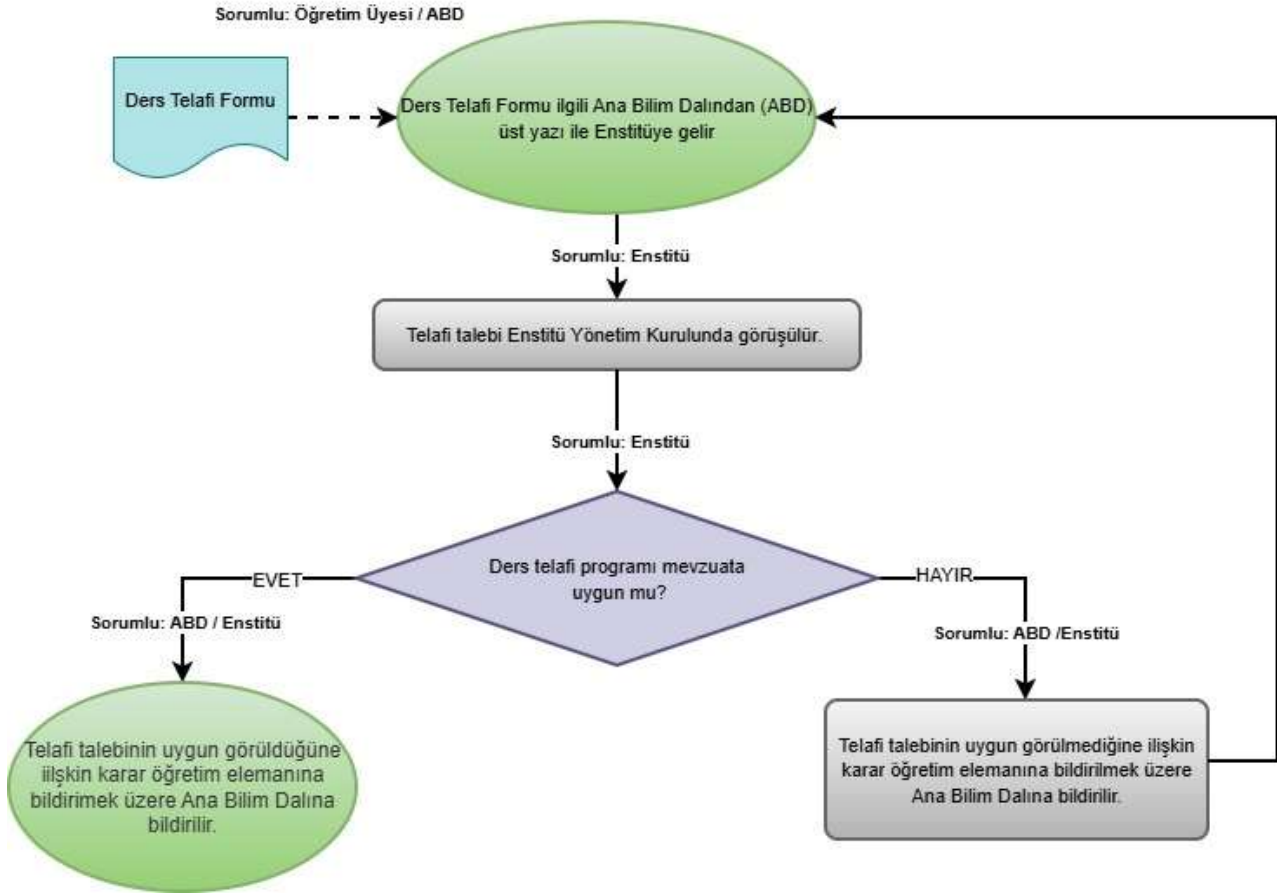 Sorumlu: Öğretim Üyesi / ABD
Ders Telafi Formu
Ders Telafi Formu ilgili Ana Bilim Dalından (ABD)
üst yazı ile Enstitüye gelir
Sorumlu: Enstitü
Telafi talebi Enstitü Yönetim Kurulunda görüşülür.
Sorumlu: Enstitü
Ders telafi programı mevzuata
uygun mu?
EVET
Sorumlu: ABD / Enstitü
Telafi talebinin uygun görüldüğüne
iilşkin karar öğretim elemanına
bildirimek üzere Ana Bilim Dalına
bildirilir.
HAYIR
Sorumlu: ABD /Enstitü
Telafi talebinin uygun görülmediğine ilişkin
karar öğretim elemanına bildirilmek üzere
Ana Bilim Dalına bildirilir.